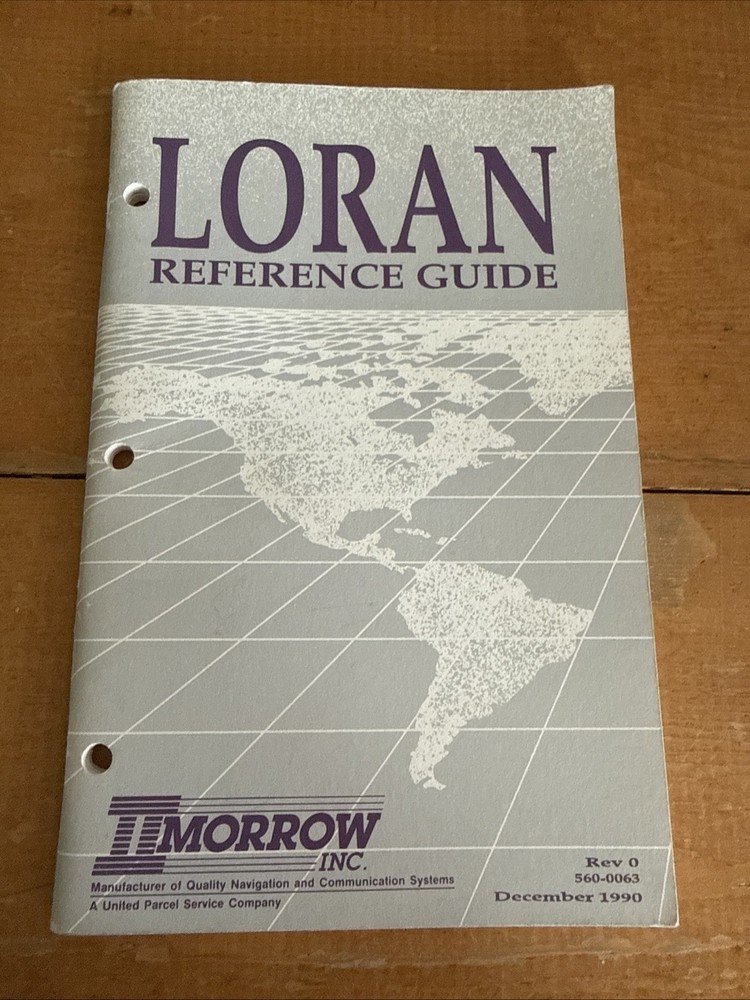 LORAN
REFERENCE GUIDE
IIMORROW
INC.
Manufacturer of Quality Navigation and Communication Systems
A United Parcel Service Company
Rev 0
560-0063
December 1990